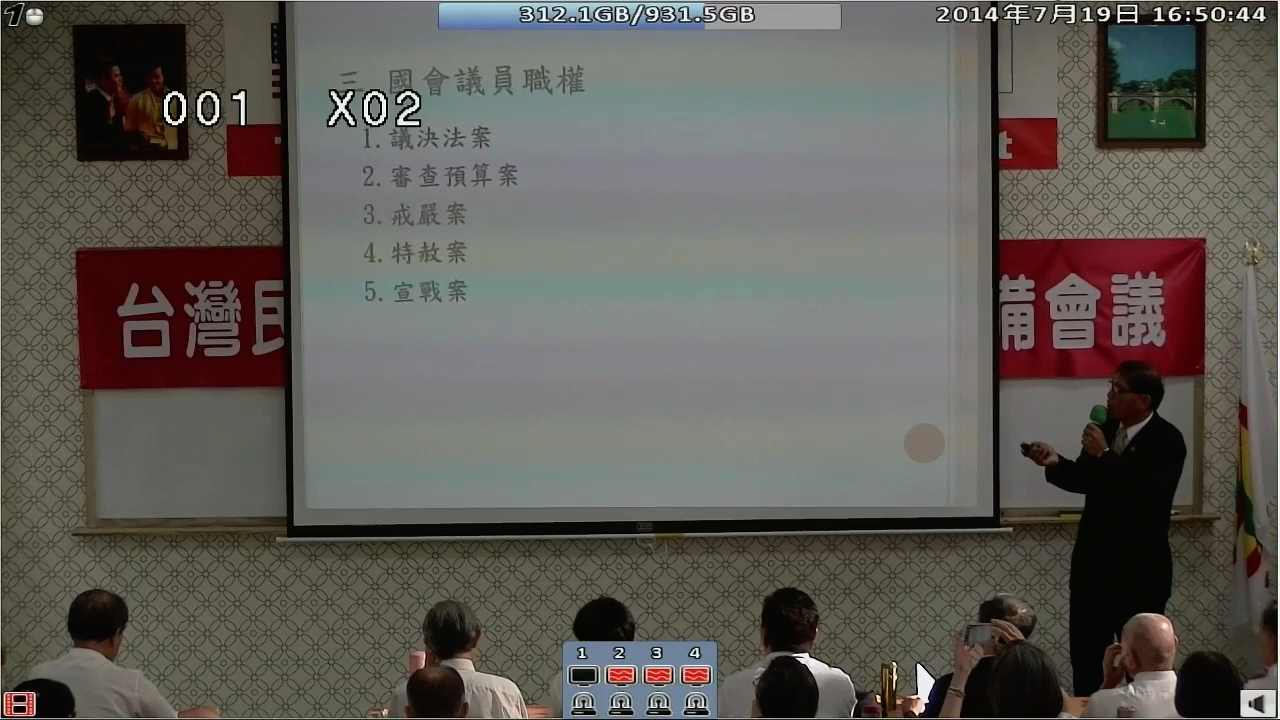 1
312.1GB/931.5GB
2014年7月19日 16:50:44
001 X02
三 國會議員職權
1. 議決法案
2. 審查預算案
3. 戒嚴案
4. 特赦案
5. 宣戰案
t
台灣民
備會議
1 2 3 4